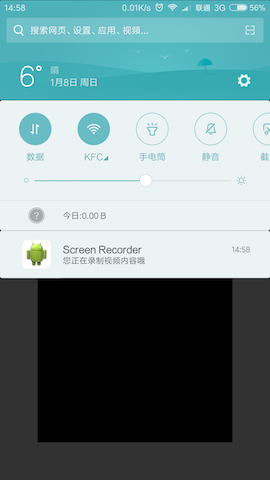 14:58
0.01K/s
联通 3G
56%
搜索网页、设置、应用、视频...
6°
晴
1月8日 周日
数据
KFC
手电筒
静音
截
?
今日:0.00 B
Screen Recorder
14:58
您正在录制视频内容哦